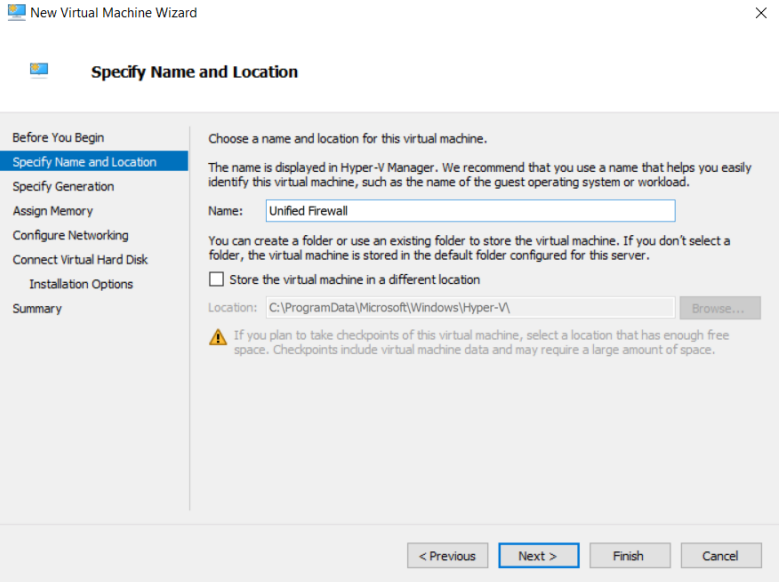 New Virtual Machine Wizard
Specify Name and Location
Before You Begin
Specify Name and Location
Specify Generation
Assign Memory
Configure Networking
Connect Virtual Hard Disk
Installation Options
Summary
Choose a name and location for this virtual machine.
The name is displayed in Hyper-V Manager. We recommend that you use a name that helps you easily
identify this virtual machine, such as the name of the guest operating system or workload.
Name: Unified Firewall
You can create a folder or use an existing folder to store the virtual machine. If you don't select a
folder, the virtual machine is stored in the default folder configured for this server.
Store the virtual machine in a different location
Location: C:\ProgramData\Microsoft\Windows\Hyper-V\ Browse...
If you plan to take checkpoints of this virtual machine, select a location that has enough free
space. Checkpoints include virtual machine data and may require a large amount of space.
< Previous Next > Finish Cancel